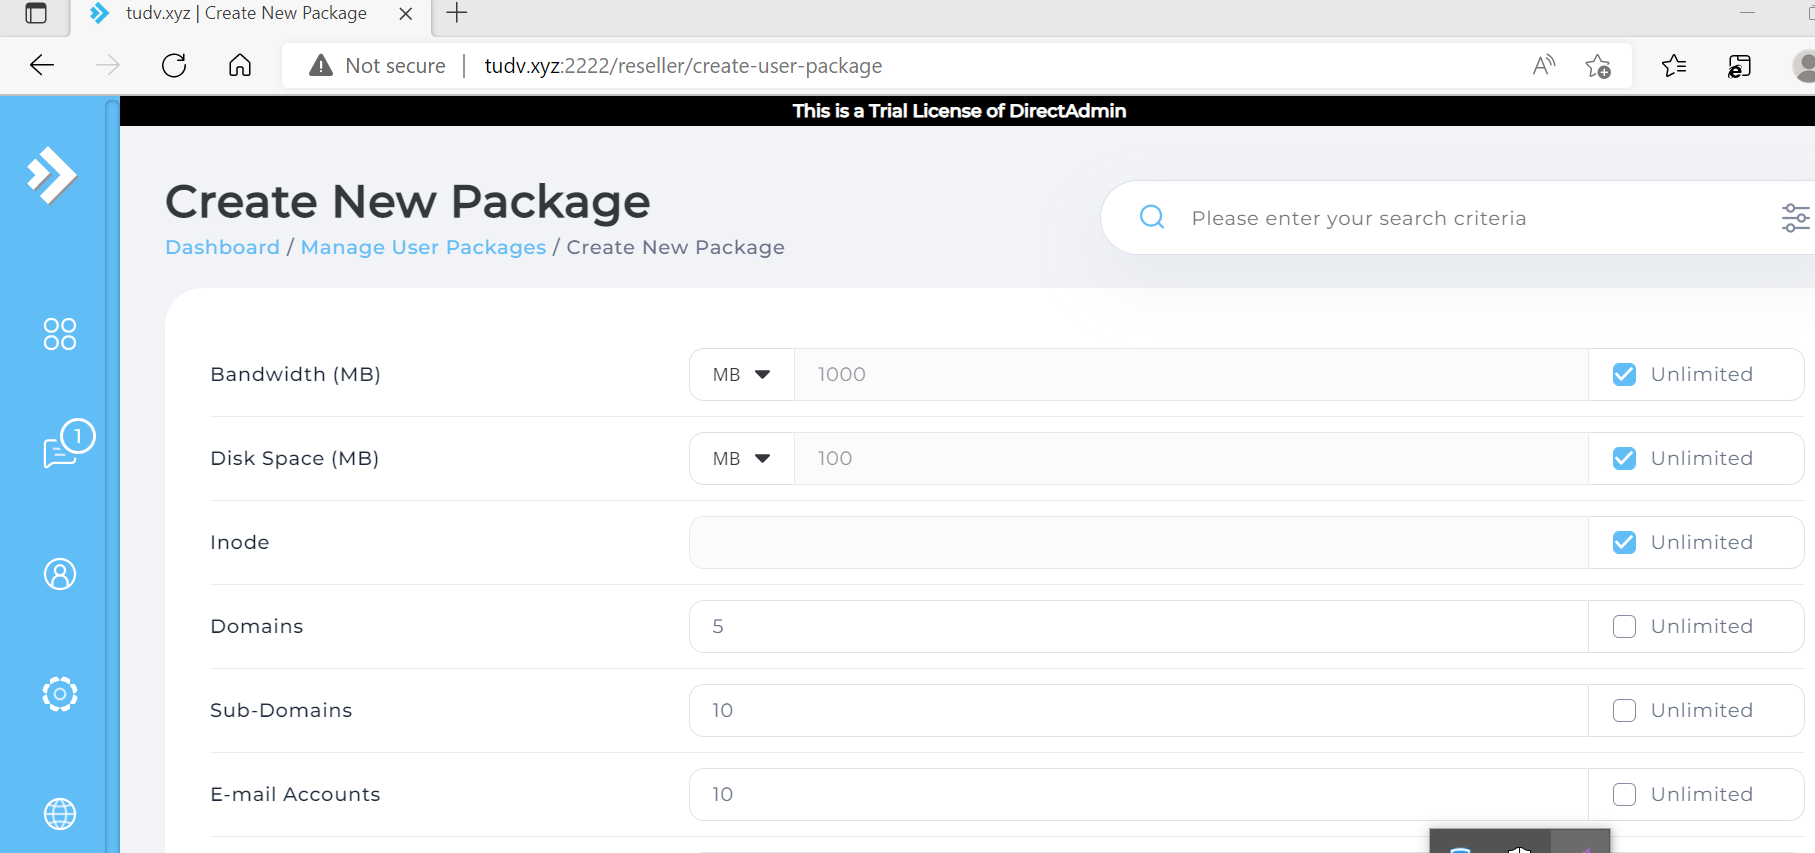 tudv.xyz | Create New Package
Not secure | tudv.xyz:2222/reseller/create-user-package
This is a Trial License of DirectAdmin
Create New Package
Dashboard / Manage User Packages / Create New Package
Please enter your search criteria
Bandwidth (MB) MB 1000 Unlimited
1
Disk Space (MB) MB 100 Unlimited
Inode Unlimited
Domains 5 Unlimited
Sub-Domains 10 Unlimited
E-mail Accounts 10 Unlimited